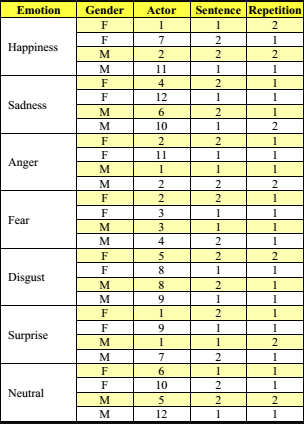 Emotion Gender Actor Sentence Repetition
Happiness
F 1 1 2
F 7 2 1
M 2 2 2
M 11 1 1
Sadness
F 4 2 1
F 12 1 1
M 6 2 1
M 10 1 2
Anger
F 2 2 1
F 11 1 1
M 1 1 1
M 2 2 2
Fear
F 2 2 1
F 3 1 1
M 3 1 1
M 4 2 1
Disgust
F 5 2 2
F 8 1 1
M 8 2 1
M 9 1 1
Surprise
F 1 2 1
F 9 1 1
M 1 1 2
M 7 2 1
Neutral
F 6 1 1
F 10 2 1
M 5 2 2
M 12 1 1